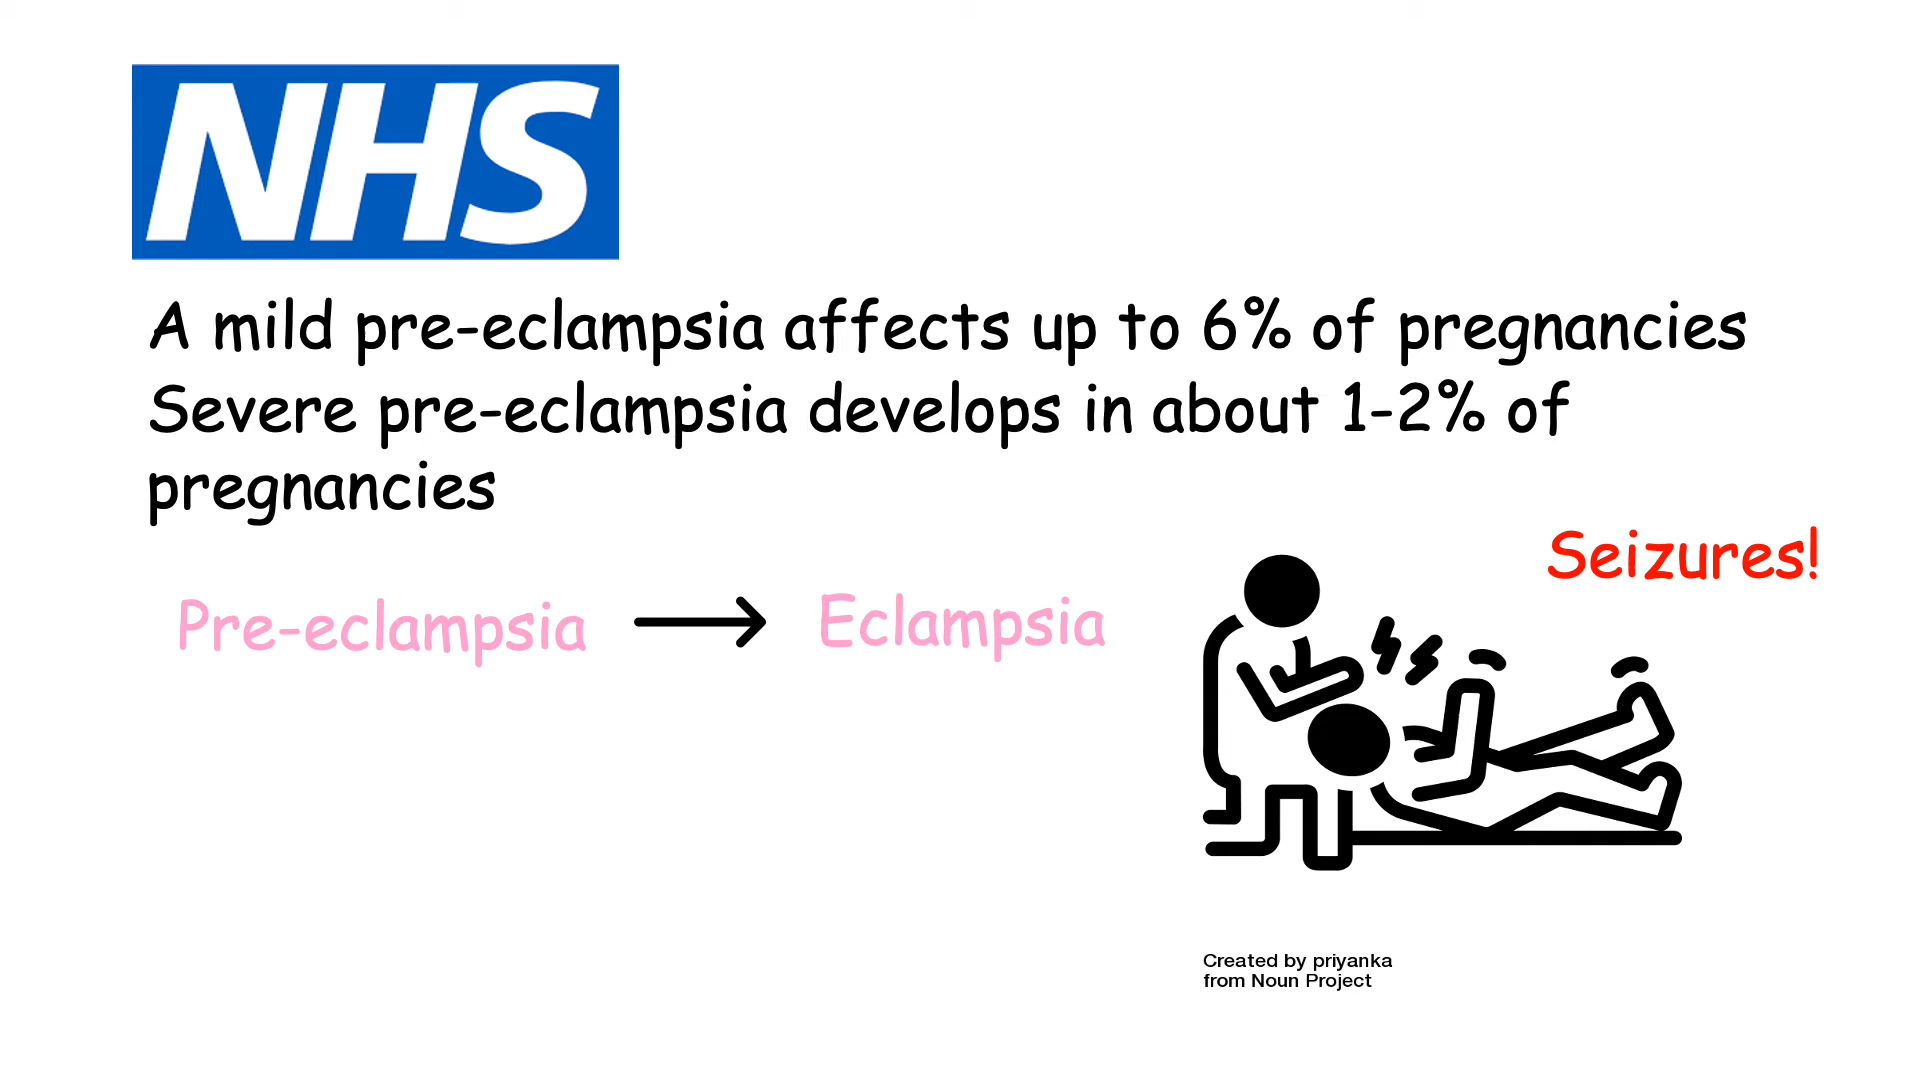 NHS
A mild pre-eclampsia affects up to 6% of pregnancies
Severe pre-eclampsia develops in about 1-2% of
pregnancies
Seizures!
Pre-eclampsia
Eclampsia
Created by priyanka
from Noun Project